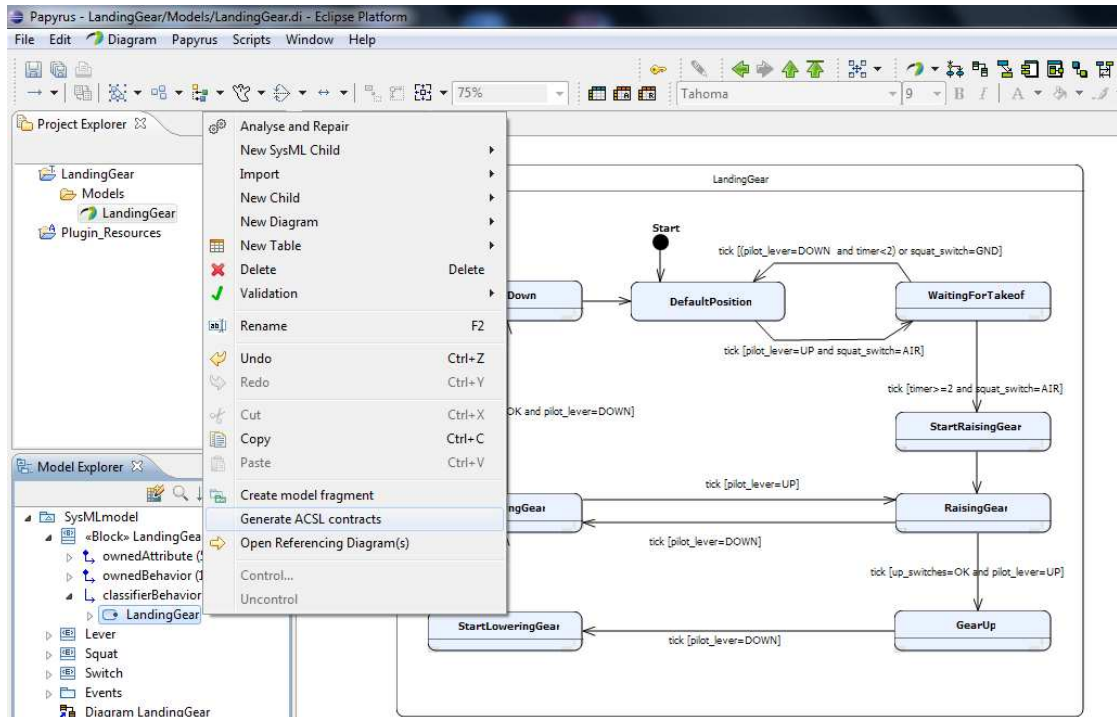 Papyrus - LandingGear/Models/LandingGear.di - Eclipse Platform
File Edit Diagram Papyrus Scripts Window Help
75%
Tahoma
9
B I A
Project Explorer
LandingGear
Models
LandingGear
Plugin_Resources
Model Explorer
SysMLmodel
«Block» LandingGea
ownedAttribute (
ownedBehavior (
classifierBehavior
LandingGear
Lever
Squat
Switch
Events
Diagram LandingGear
Analyse and Repair
New SysML Child
Import
New Child
New Diagram
New Table
Delete Delete
Validation
Rename F2
Undo Ctrl+Z
Redo Ctrl+Y
Cut Ctrl+X
Copy Ctrl+C
Paste Ctrl+V
Create model fragment
Generate ACSL contracts
Open Referencing Diagram(s)
Control...
Uncontrol
LandingGear
Start
tick [(pilot_lever=DOWN and timer<2) or squat_switch=GND]
Down
DefaultPosition
WaitingForTakeof
tick [pilot_lever=UP and squat_switch=AIR]
tick [timer>=2 and squat_switch=AIR]
OK and pilot_lever=DOWN]
StartRaisingGear
tick [pilot_lever=UP]
ngGear
RaisingGear
tick [pilot_lever=DOWN]
tick [up_switches=OK and pilot_lever=UP]
StartLoweringGear
GearUp
tick [pilot_lever=DOWN]